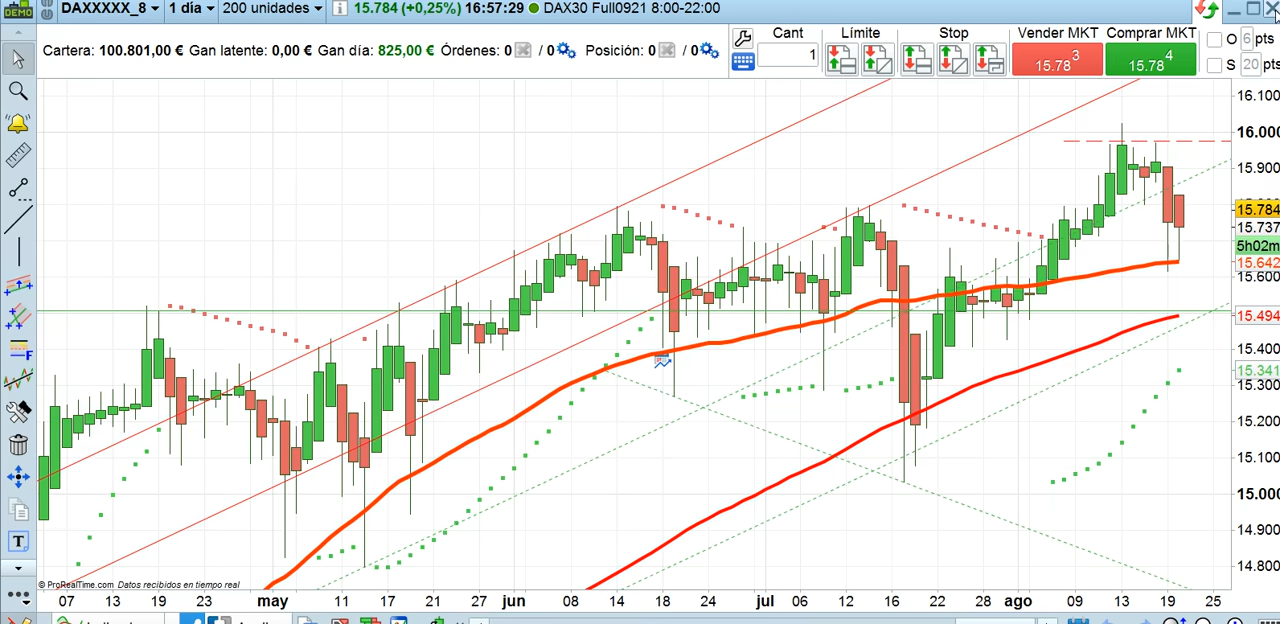 DEMO DAXXXXX_8 1 día 200 unidades 15.784 (+0,25%) 16:57:29 DAX30 Full0921 8:00-22:00
Cartera: 100.801,00 € Gan latente: 0,00 € Gan día: 825,00 € Órdenes: 0 / 0 Posición: 0 / 0
Cant Límite Stop Vender MKT Comprar MKT
1
15.78 3 15.78 4
O 6 pts
S 20 pts
16.100
16.000
15.900
15.784
15.737
5h02m
15.642
15.600
15.494
15.400
15.341
15.300
15.200
15.100
15.000
14.900
14.800
F
T
© ProRealTime.com Datos recibidos en tiempo real
07 13 19 23 may 11 17 21 27 jun 08 14 18 24 jul 06 12 16 22 28 ago 09 13 19 25